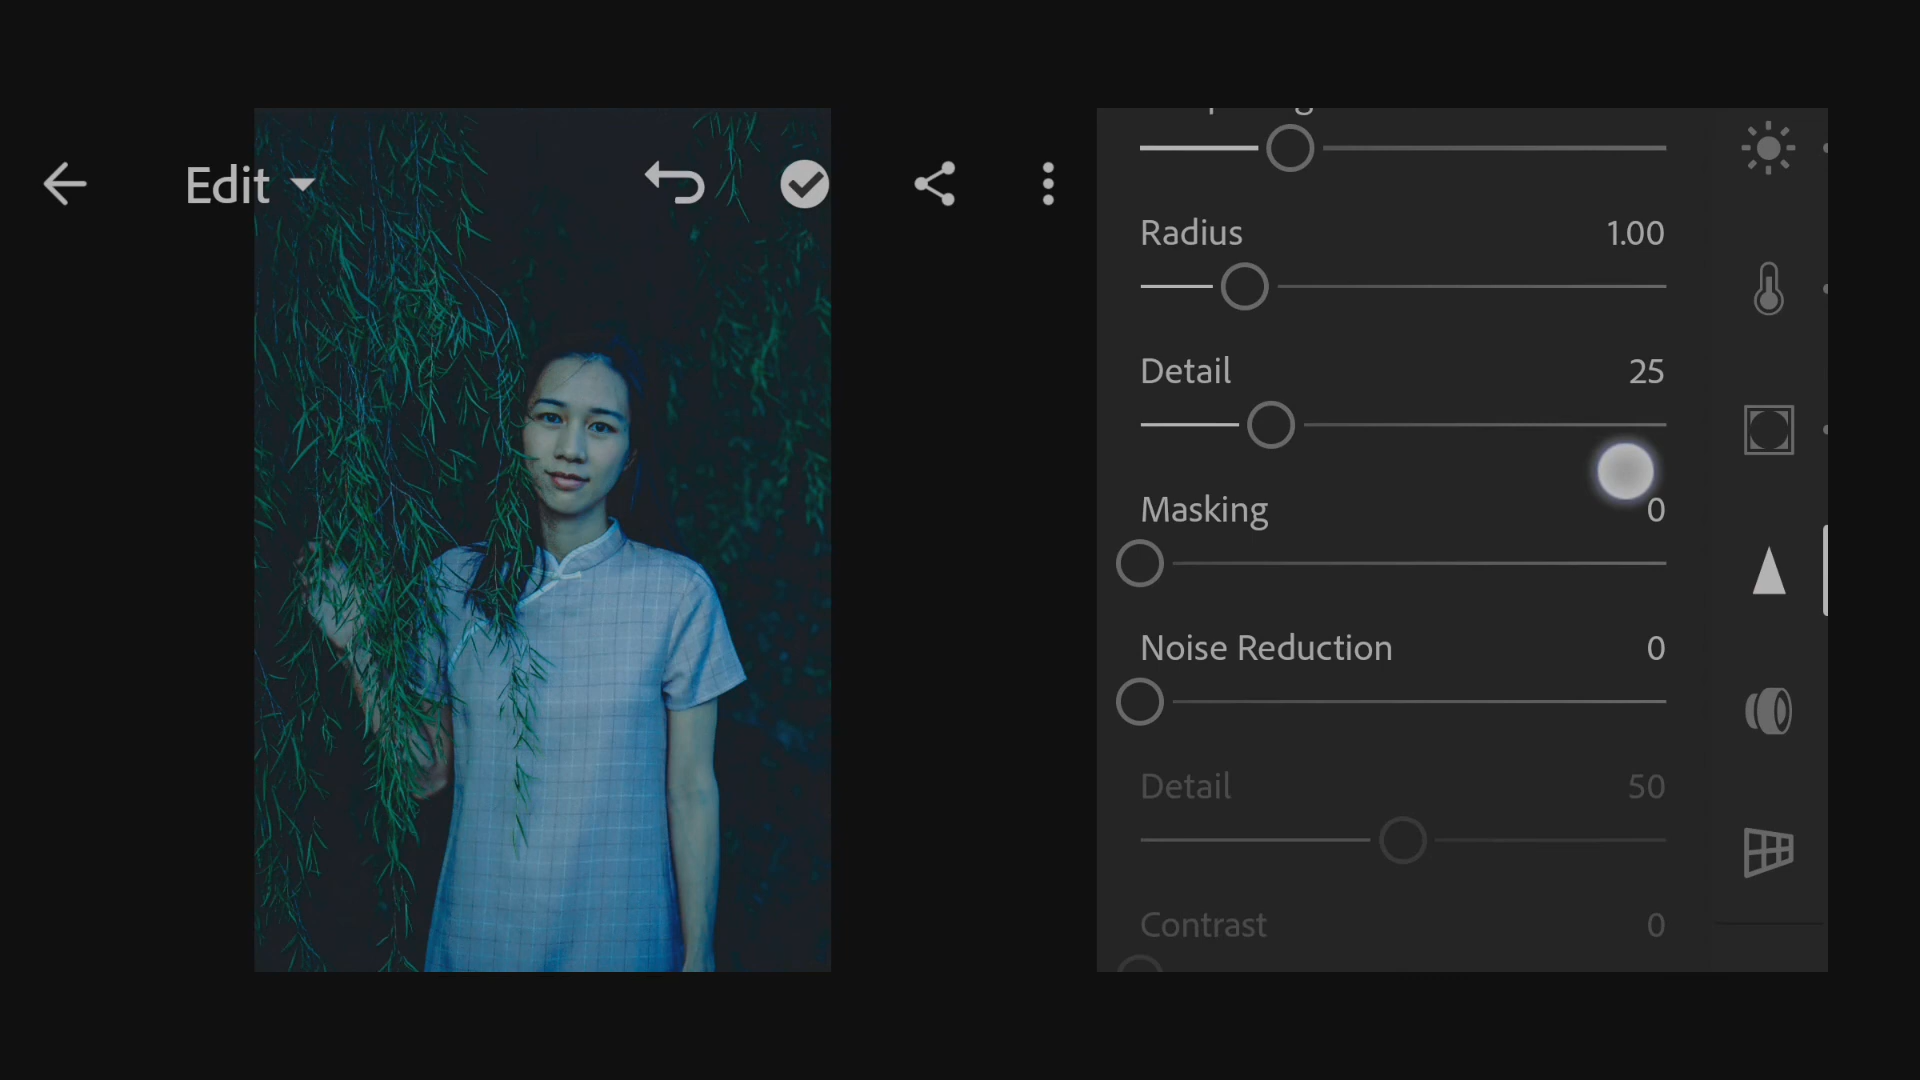 Edit
Radius 1.00
Detail 25
Masking 0
Noise Reduction 0
Detail 50
Contrast 0